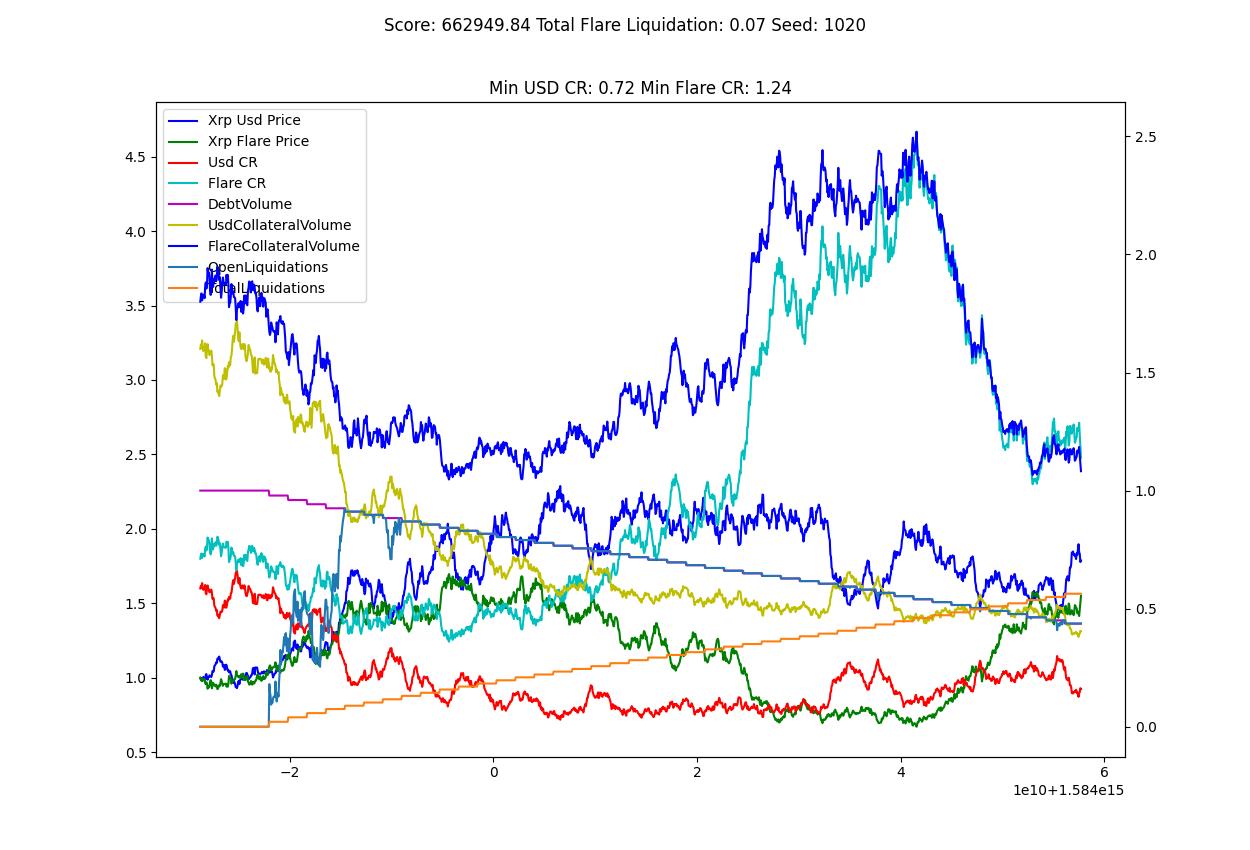 Score: 662949.84 Total Flare Liquidation: 0.07 Seed: 1020
Min USD CR: 0.72 Min Flare CR: 1.24
Xrp Usd Price
Xrp Flare Price
Usd CR
Flare CR
DebtVolume
UsdCollateralVolume
FlareCollateralVolume
OpenLiquidations
TotalLiquidations
4.5
4.0
3.5
3.0
2.5
2.0
1.5
1.0
0.5
2.5
2.0
1.5
1.0
0.5
0.0
−2
0
2
4
6
1e10+1.584e15